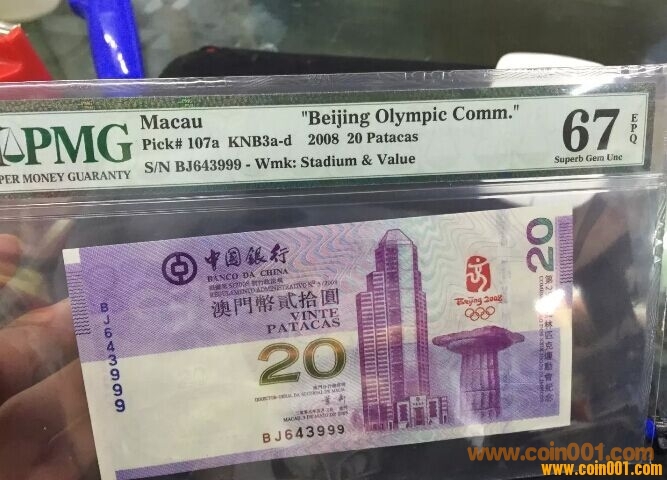 PMG
PER MONEY GUARANTY
Macau "Beijing Olympic Comm."
Pick# 107a KNB3a-d 2008 20 Patacas
S/N BJ643999 - Wmk: Stadium & Value
67
EPQ
Superb Gem Unc
中國銀行
BANCO DA CHINA
澳門幣貳拾圓
VINTE
PATACAS
20
BJ643999
BJ643999
Beijing 2008
20
www.coin001.com
www.coin001.com